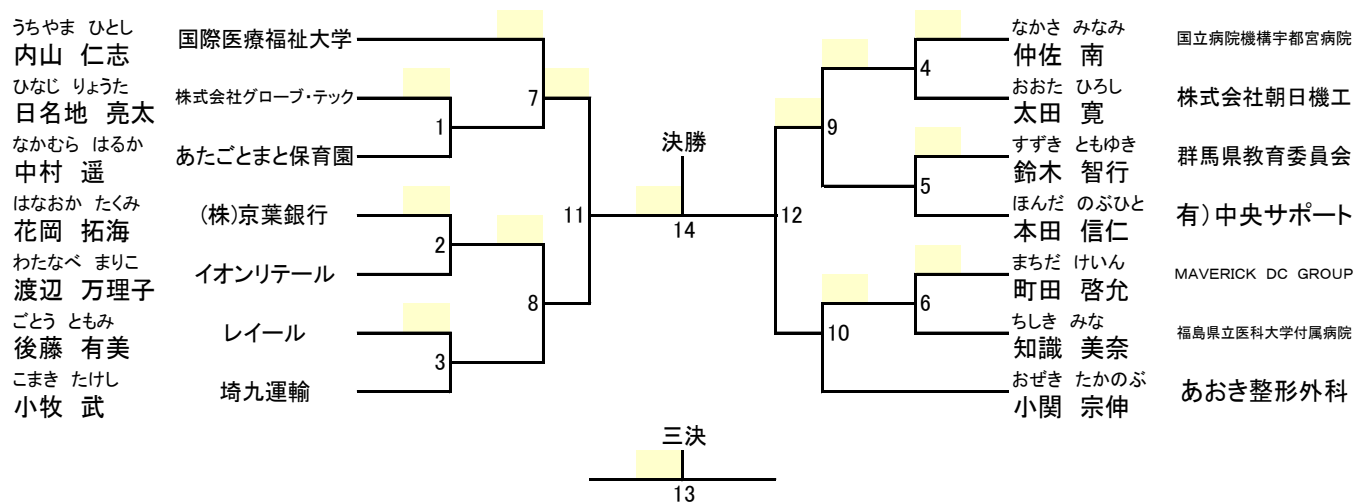 うちやま ひとし
内山 仁志 国際医療福祉大学
ひなじ りょうた
日名地 亮太 株式会社グローブ・テック
なかむら はるか
中村 遥 あたごとまと保育園
はなおか たくみ
花岡 拓海 (株)京葉銀行
わたなべ まりこ
渡辺 万理子 イオンリテール
ごとう ともみ
後藤 有美 レイール
こまき たけし
小牧 武 埼九運輸
1
2
3
7
8
11
決勝
14
三決
13
12
9
10
4
5
6
なかさ みなみ
仲佐 南 国立病院機構宇都宮病院
おおた ひろし
太田 寛 株式会社朝日機工
すずき ともゆき
鈴木 智行 群馬県教育委員会
ほんだ のぶひと
本田 信仁 有)中央サポート
まちだ けいん
町田 啓允 MAVERICK DC GROUP
ちしき みな
知識 美奈 福島県立医科大学付属病院
おぜき たかのぶ
小関 宗伸 あおき整形外科